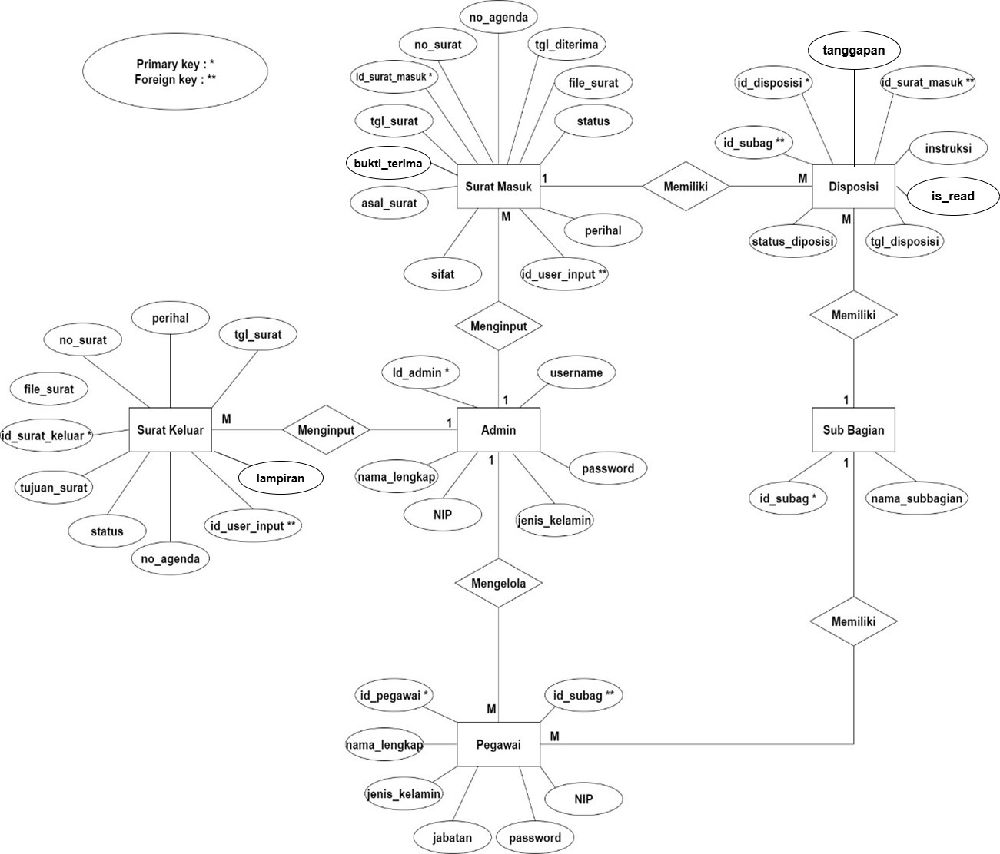 no_agenda
no_surat
tgl_diterima
tanggapan
Primary key : *
Foreign key : **
id_surat_masuk *
file_surat
id_disposisi *
id_surat_masuk **
tgl_surat
status
id_subag **
instruksi
bukti_terima
Surat Masuk
1
Memiliki
M
Disposisi
asal_surat
is_read
M
M
perihal
status_diposisi
tgl_disposisi
sifat
id_user_input **
perihal
Memiliki
no_surat
tgl_surat
Menginput
Id_admin *
username
file_surat
1
1
Surat Keluar
M
Menginput
1
Admin
Sub Bagian
id_surat_keluar *
1
1
password
lampiran
nama_lengkap
tujuan_surat
id_subag *
nama_subbagian
NIP
jenis_kelamin
status
id_user_input **
no_agenda
Mengelola
Memiliki
id_pegawai *
id_subag **
M
nama_lengkap
Pegawai
M
jenis_kelamin
NIP
jabatan
password